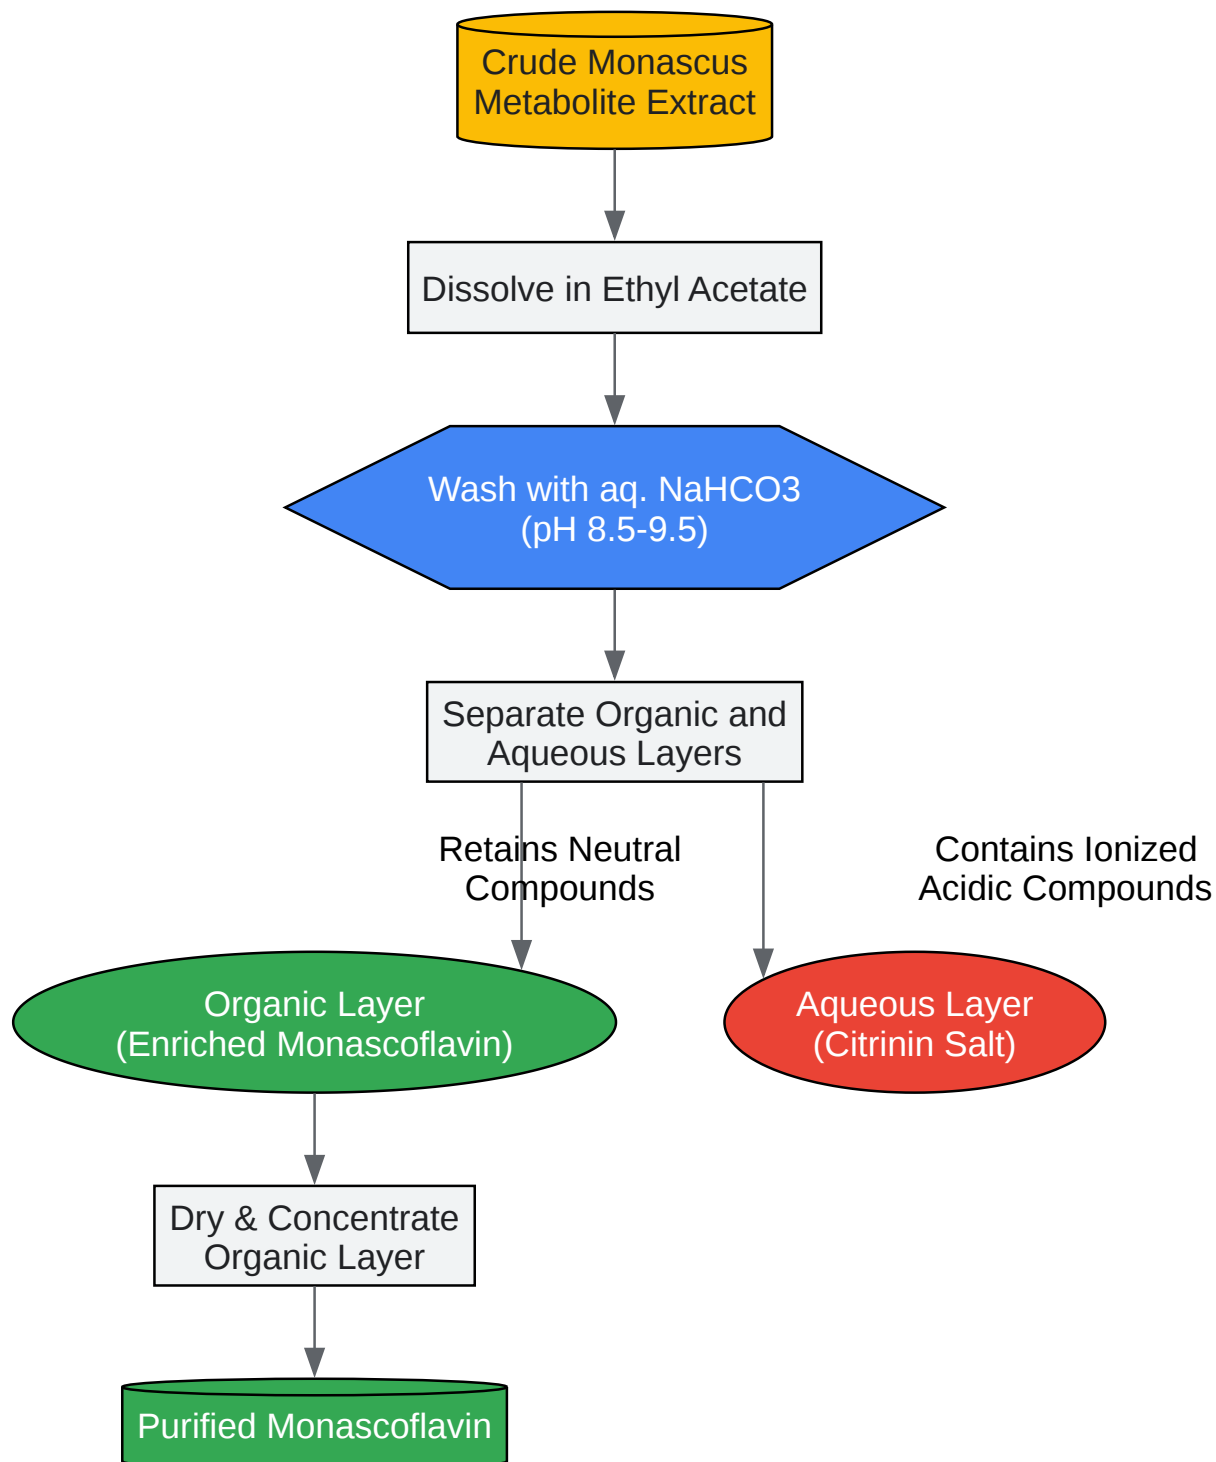 Crude Monascus
Metabolite Extract
Dissolve in Ethyl Acetate
Wash with aq. NaHCO3
(pH 8.5-9.5)
Separate Organic and
Aqueous Layers
Retains Neutral
Compounds
Contains Ionized
Acidic Compounds
Organic Layer
(Enriched Monascoflavin)
Aqueous Layer
(Citrinin Salt)
Dry & Concentrate
Organic Layer
Purified Monascoflavin